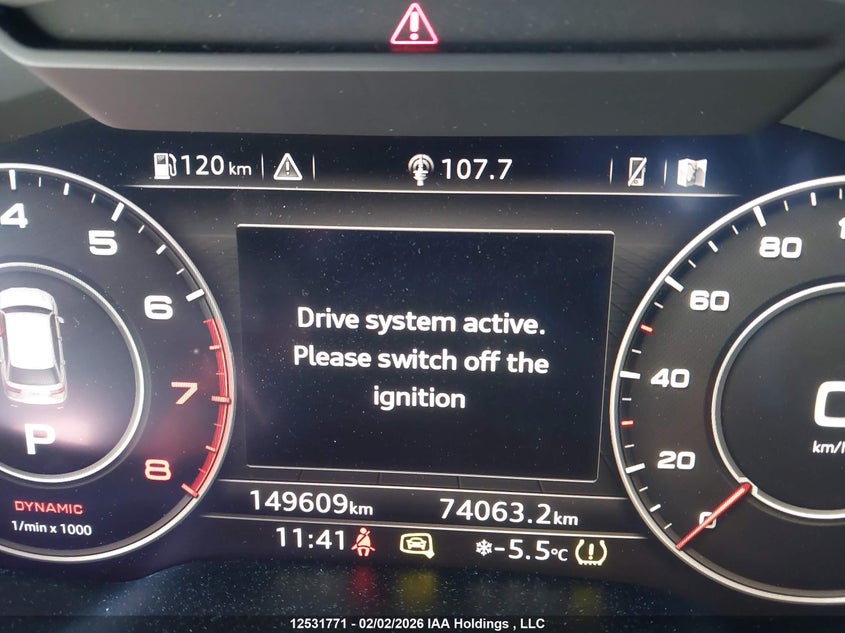 120 km
107.7
4
5
6
7
8
P
DYNAMIC
1/min x 1000
Drive system active.
Please switch off the
ignition
80
60
40
20
0
km/h
149609km
74063.2km
11:41
-5.5°C
12531771 - 02/02/2026 IAA Holdings , LLC